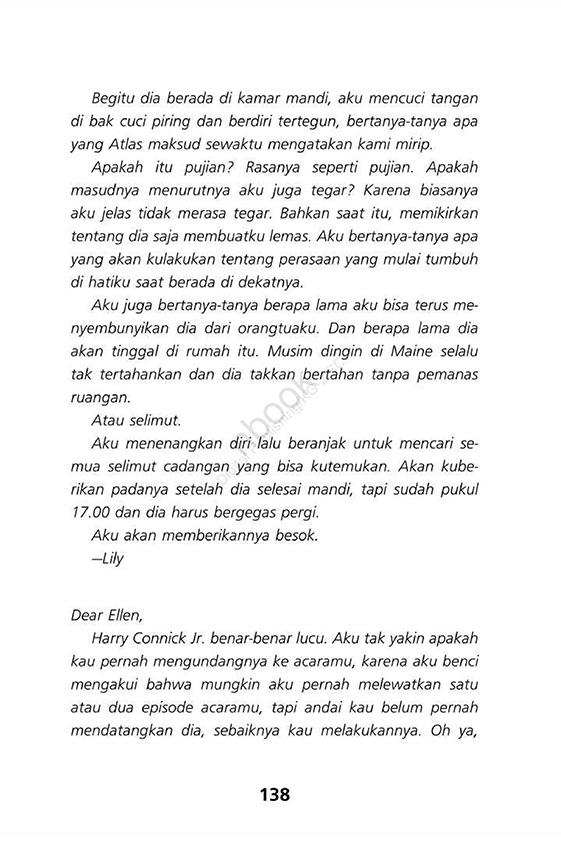 Begitu dia berada di kamar mandi, aku mencuci tangan
di bak cuci piring dan berdiri tertegun, bertanya-tanya apa
yang Atlas maksud sewaktu mengatakan kami mirip.
Apakah itu pujian? Rasanya seperti pujian. Apakah
masudnya menurutnya aku juga tegar? Karena biasanya
aku jelas tidak merasa tegar. Bahkan saat itu, memikirkan
tentang dia saja membuatku lemas. Aku bertanya-tanya apa
yang akan kulakukan tentang perasaan yang mulai tumbuh
di hatiku saat berada di dekatnya.
Aku juga bertanya-tanya berapa lama aku bisa terus me-
nyembunyikan dia dari orangtuaku. Dan berapa lama dia
akan tinggal di rumah itu. Musim dingin di Maine selalu
tak tertahankan dan dia takkan bertahan tanpa pemanas
ruangan.
Atau selimut.
Aku menenangkan diri lalu beranjak untuk mencari se-
mua selimut cadangan yang bisa kutemukan. Akan kube-
rikan padanya setelah dia selesai mandi, tapi sudah pukul
17.00 dan dia harus bergegas pergi.
Aku akan memberikannya besok.
—Lily
Dear Ellen,
Harry Connick Jr. benar-benar lucu. Aku tak yakin apakah
kau pernah mengundangnya ke acaramu, karena aku benci
mengakui bahwa mungkin aku pernah melewatkan satu
atau dua episode acaramu, tapi andai kau belum pernah
mendatangkan dia, sebaiknya kau melakukannya. Oh ya,
138